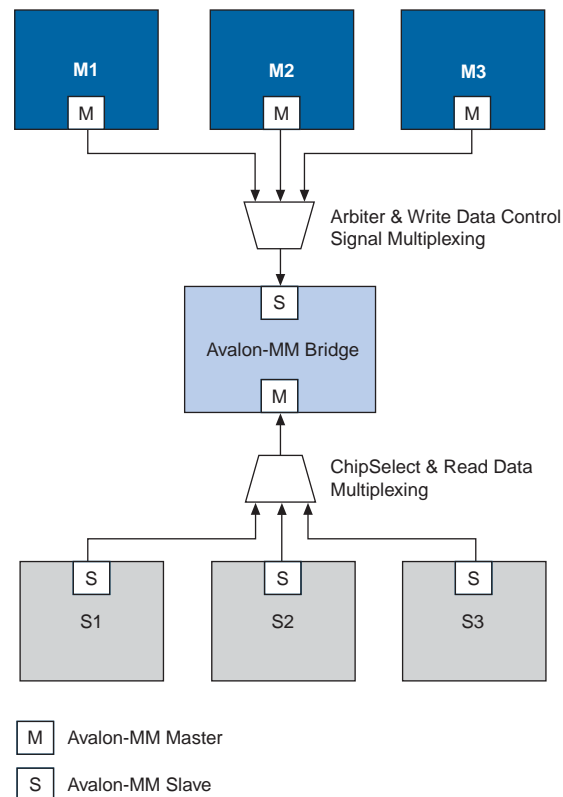 M1
M2
M3
M
M
M
Arbiter & Write Data Control
Signal Multiplexing
S
Avalon-MM Bridge
M
ChipSelect & Read Data
Multiplexing
S
S
S
S1
S2
S3
M Avalon-MM Master
S Avalon-MM Slave